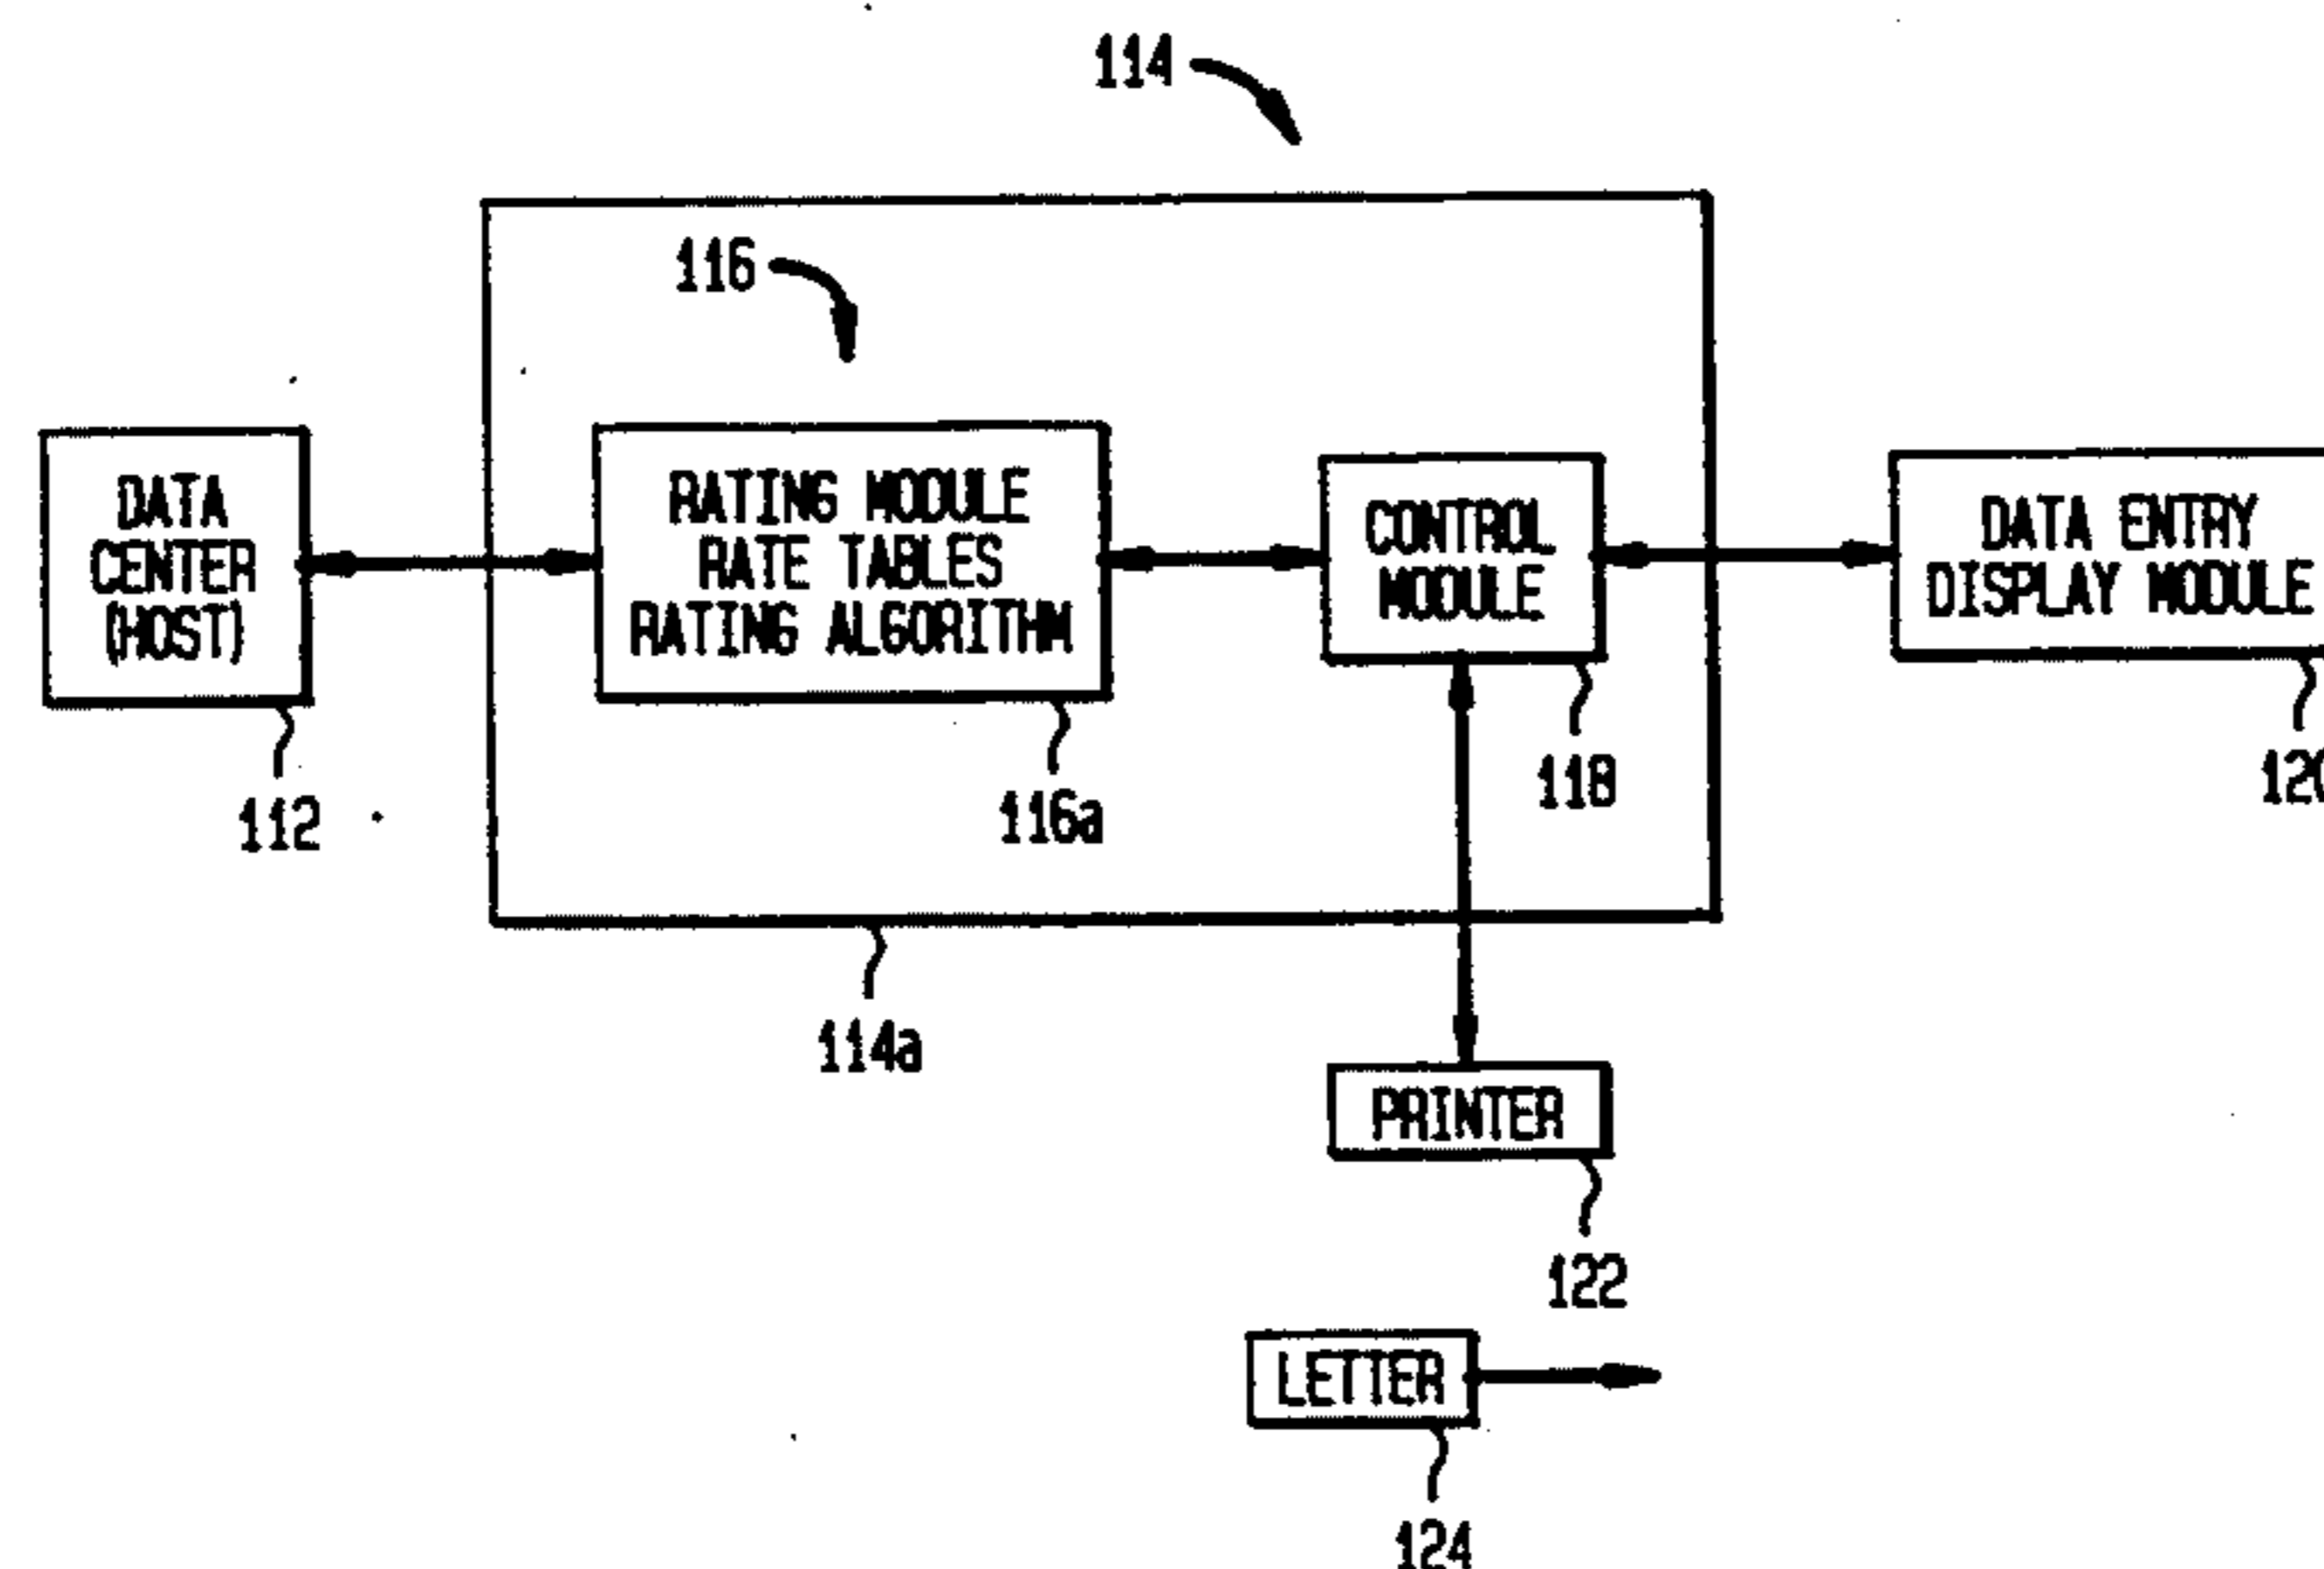 114
116
DATA
CENTER
(HOST)
RATING MODULE
RATE TABLES
RATING ALGORITHM
CONTROL
MODULE
DATA ENTRY
DISPLAY MODULE
112
116a
118
120
114a
PRINTER
122
LETTER
124